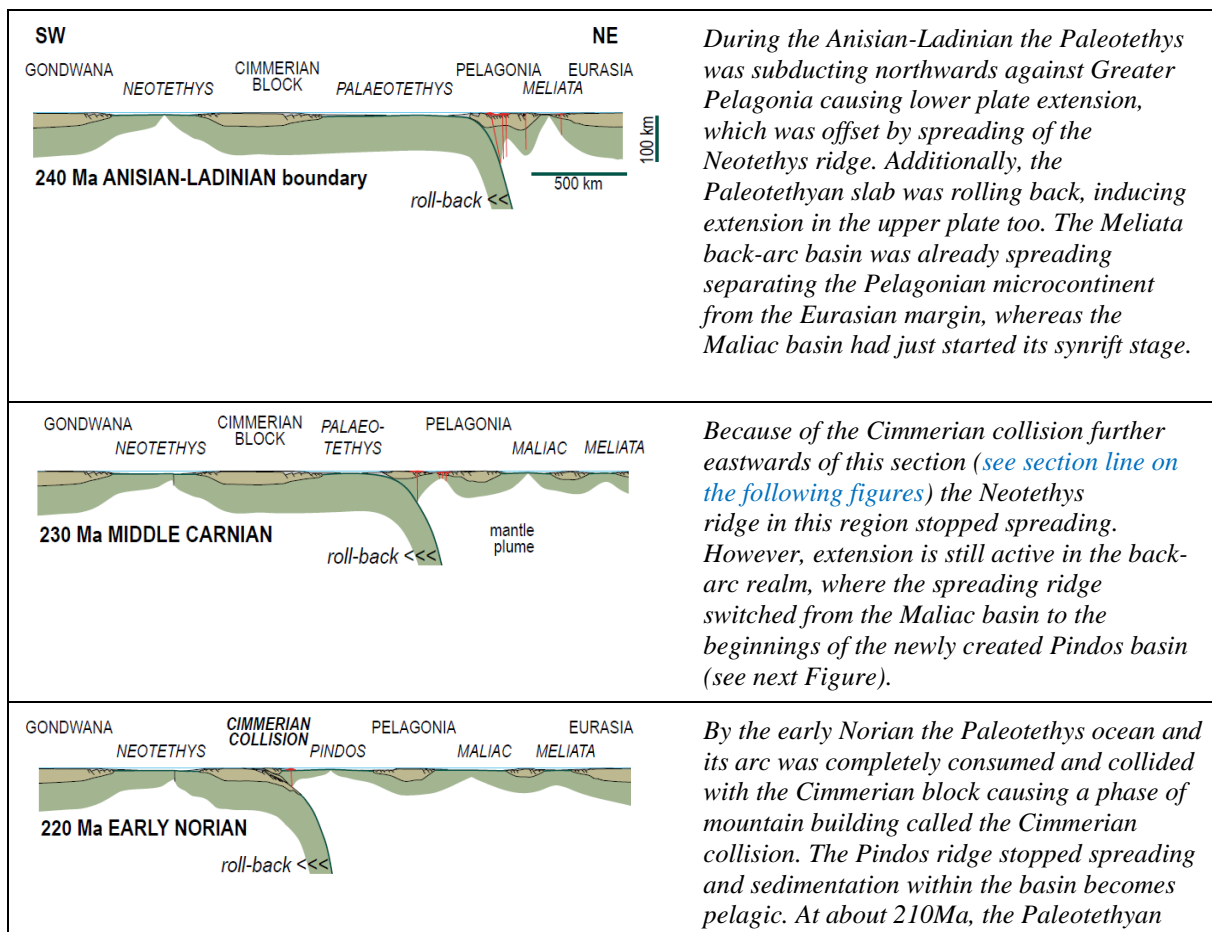 SW
NE
GONDWANA
NEOTETHYS
CIMMERIAN
BLOCK
PALAEOTETHYS
PELAGONIA
EURASIA
MELIATA
100 km
500 km
240 Ma ANISIAN-LADINIAN boundary
roll-back <<
During the Anisian-Ladinian the Paleotethys
was subducting northwards against Greater
Pelagonia causing lower plate extension,
which was offset by spreading of the
Neotethys ridge. Additionally, the
Paleotethyan slab was rolling back, inducing
extension in the upper plate too. The Meliata
back-arc basin was already spreading
separating the Pelagonian microcontinent
from the Eurasian margin, whereas the
Maliac basin had just started its synrift stage.
GONDWANA
NEOTETHYS
CIMMERIAN
BLOCK
PALAEO-
TETHYS
PELAGONIA
MALIAC
MELIATA
230 Ma MIDDLE CARNIAN
roll-back <<<
mantle
plume
Because of the Cimmerian collision further
eastwards of this section (see section line on
the following figures) the Neotethys
ridge in this region stopped spreading.
However, extension is still active in the back-
arc realm, where the spreading ridge
switched from the Maliac basin to the
beginnings of the newly created Pindos basin
(see next Figure).
GONDWANA
NEOTETHYS
CIMMERIAN
COLLISION
PINDOS
PELAGONIA
MALIAC
MELIATA
EURASIA
220 Ma EARLY NORIAN
roll-back <<<
By the early Norian the Paleotethys ocean and
its arc was completely consumed and collided
with the Cimmerian block causing a phase of
mountain building called the Cimmerian
collision. The Pindos ridge stopped spreading
and sedimentation within the basin becomes
pelagic. At about 210Ma, the Paleotethyan